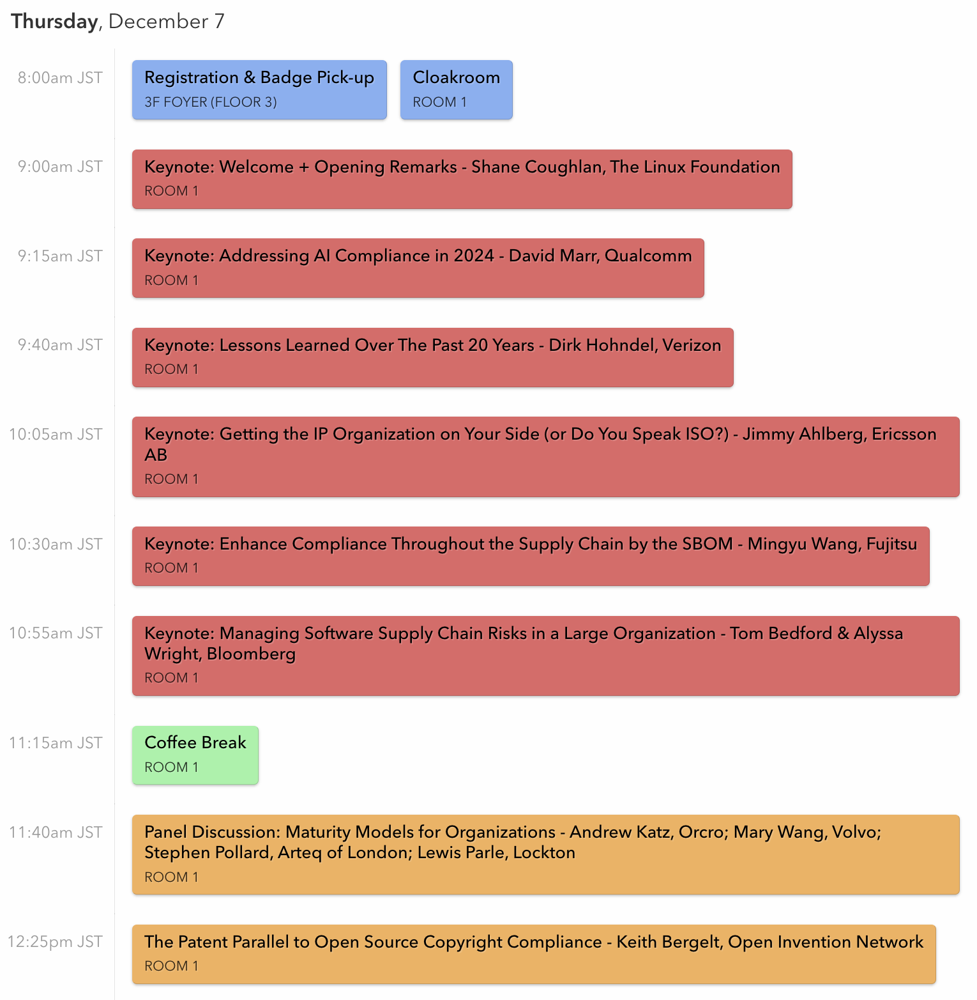 Thursday, December 7
8:00am JST
Registration & Badge Pick-up
3F FOYER (FLOOR 3)
Cloakroom
ROOM 1
9:00am JST
Keynote: Welcome + Opening Remarks - Shane Coughlan, The Linux Foundation
ROOM 1
9:15am JST
Keynote: Addressing AI Compliance in 2024 - David Marr, Qualcomm
ROOM 1
9:40am JST
Keynote: Lessons Learned Over The Past 20 Years - Dirk Hohndel, Verizon
ROOM 1
10:05am JST
Keynote: Getting the IP Organization on Your Side (or Do You Speak ISO?) - Jimmy Ahlberg, Ericsson
AB
ROOM 1
10:30am JST
Keynote: Enhance Compliance Throughout the Supply Chain by the SBOM - Mingyu Wang, Fujitsu
ROOM 1
10:55am JST
Keynote: Managing Software Supply Chain Risks in a Large Organization - Tom Bedford & Alyssa
Wright, Bloomberg
ROOM 1
11:15am JST
Coffee Break
ROOM 1
11:40am JST
Panel Discussion: Maturity Models for Organizations - Andrew Katz, Orcro; Mary Wang, Volvo;
Stephen Pollard, Arteq of London; Lewis Parle, Lockton
ROOM 1
12:25pm JST
The Patent Parallel to Open Source Copyright Compliance - Keith Bergelt, Open Invention Network
ROOM 1